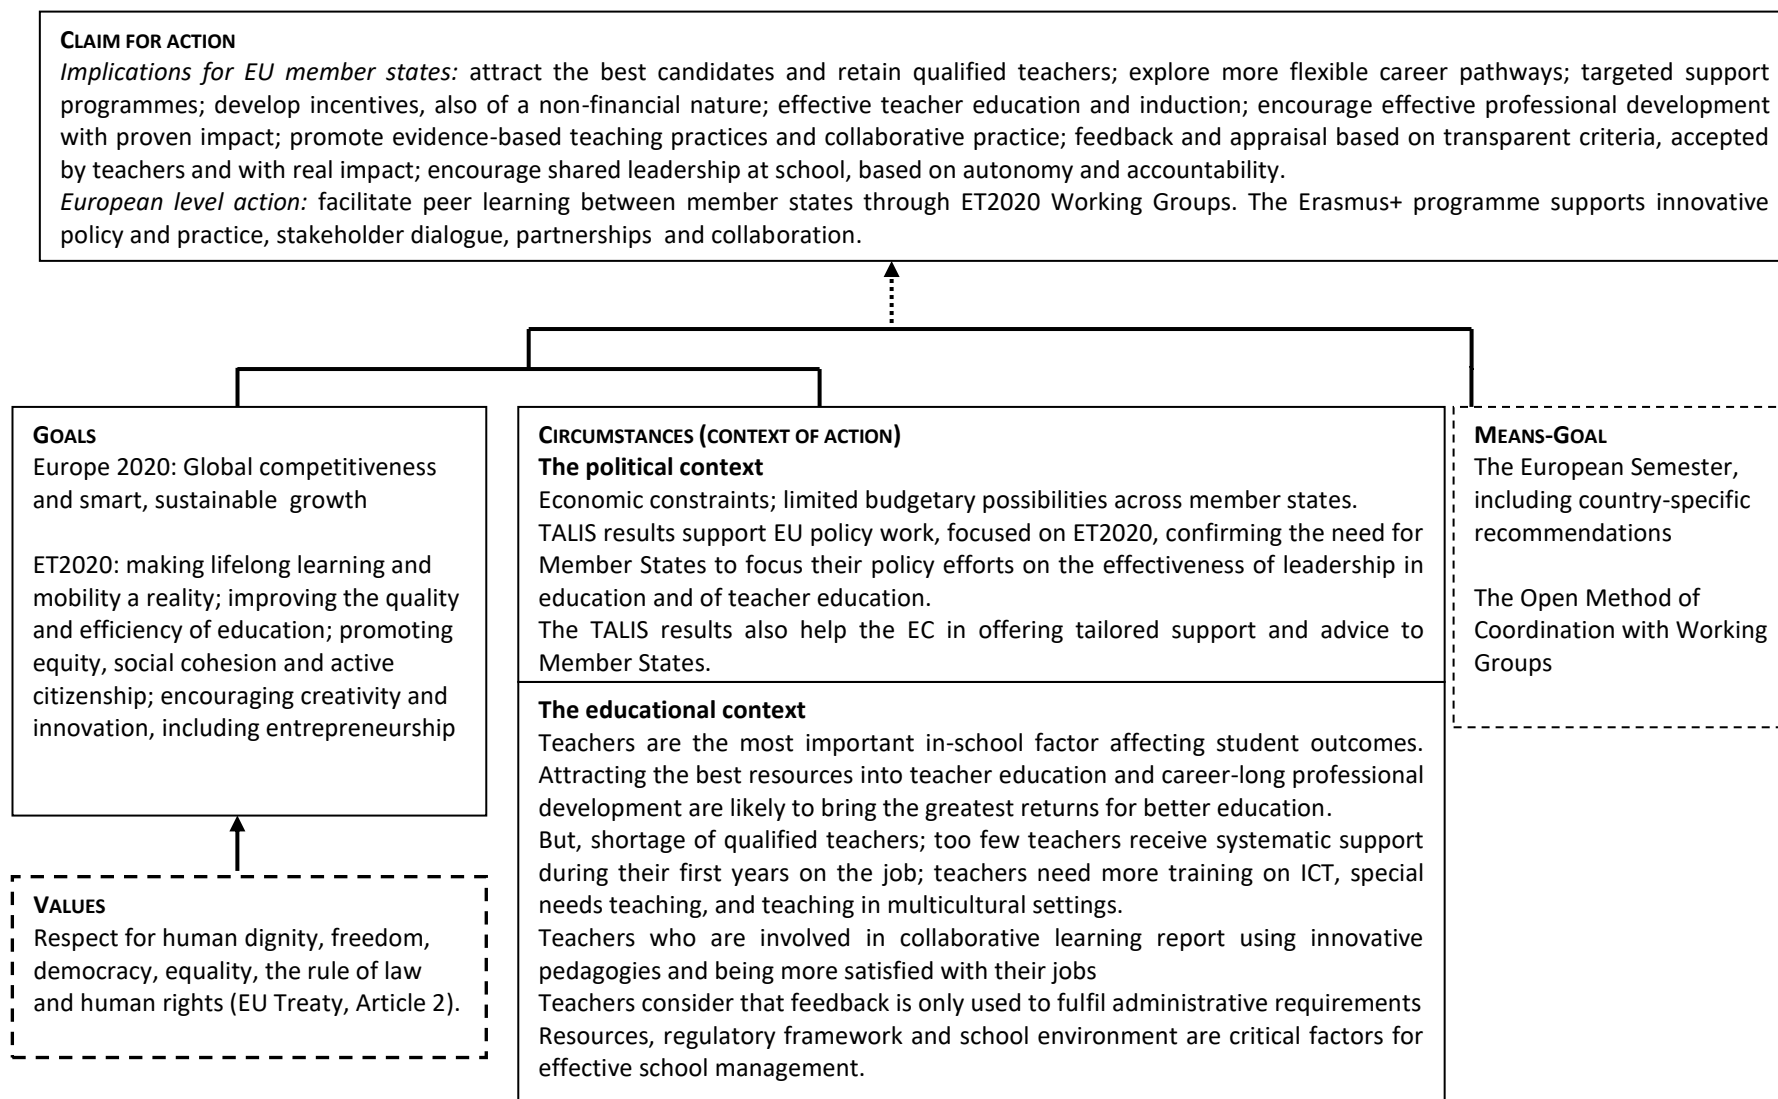 CLAIM FOR ACTION
Implications for EU member states: attract the best candidates and retain qualified teachers; explore more flexible career pathways; targeted support
programmes; develop incentives, also of a non-financial nature; effective teacher education and induction; encourage effective professional development
with proven impact; promote evidence-based teaching practices and collaborative practice; feedback and appraisal based on transparent criteria, accepted
by teachers and with real impact; encourage shared leadership at school, based on autonomy and accountability.
European level action: facilitate peer learning between member states through ET2020 Working Groups. The Erasmus+ programme supports innovative
policy and practice, stakeholder dialogue, partnerships and collaboration.
GOALS
Europe 2020: Global competitiveness
and smart, sustainable growth
ET2020: making lifelong learning and
mobility a reality; improving the quality
and efficiency of education; promoting
equity, social cohesion and active
citizenship; encouraging creativity and
innovation, including entrepreneurship
VALUES
Respect for human dignity, freedom,
democracy, equality, the rule of law
and human rights (EU Treaty, Article 2).
CIRCUMSTANCES (CONTEXT OF ACTION)
The political context
Economic constraints; limited budgetary possibilities across member states.
TALIS results support EU policy work, focused on ET2020, confirming the need for
Member States to focus their policy efforts on the effectiveness of leadership in
education and of teacher education.
The TALIS results also help the EC in offering tailored support and advice to
Member States.
The educational context
Teachers are the most important in-school factor affecting student outcomes.
Attracting the best resources into teacher education and career-long professional
development are likely to bring the greatest returns for better education.
But, shortage of qualified teachers; too few teachers receive systematic support
during their first years on the job; teachers need more training on ICT, special
needs teaching, and teaching in multicultural settings.
Teachers who are involved in collaborative learning report using innovative
pedagogies and being more satisfied with their jobs
Teachers consider that feedback is only used to fulfil administrative requirements
Resources, regulatory framework and school environment are critical factors for
effective school management.
MEANS-GOAL
The European Semester,
including country-specific
recommendations
The Open Method of
Coordination with Working
Groups